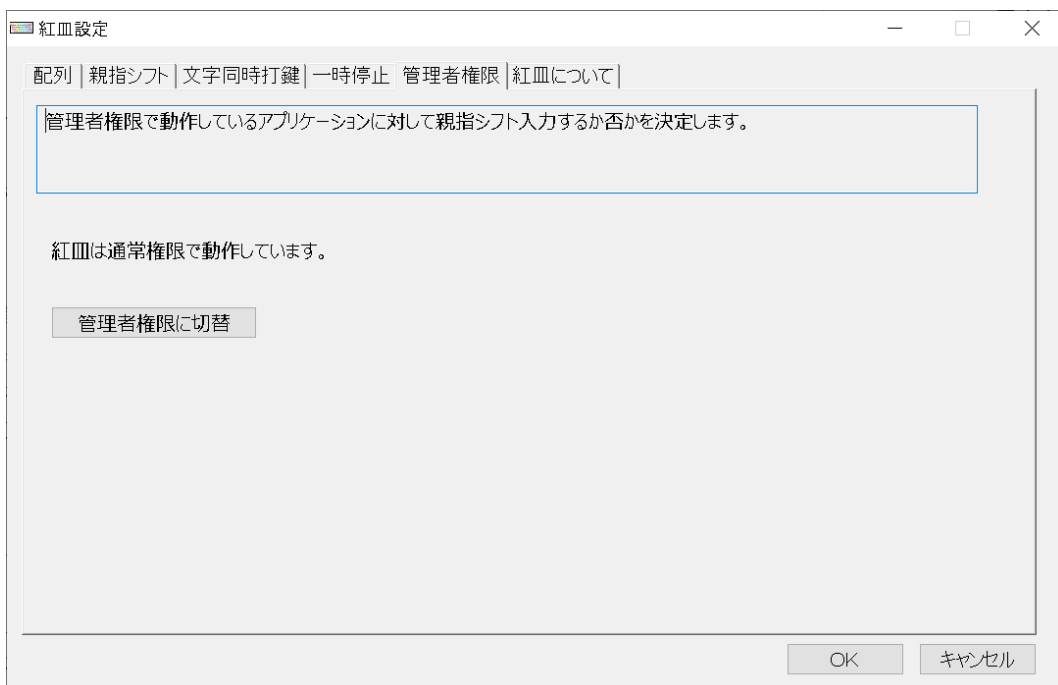 紅皿設定
配列 親指シフト 文字同時打鍵 一時停止 管理者権限 紅皿について
管理者権限で動作しているアプリケーションに対して親指シフト入力するか否かを決定します。
紅皿は通常権限で動作しています。
管理者権限に切替
OK キャンセル